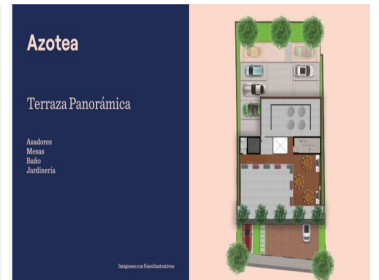 Azotea
Terraza Panorámica
Asadores
Mesas
Baño
Jardinería
Imágenes con fines ilustrativos